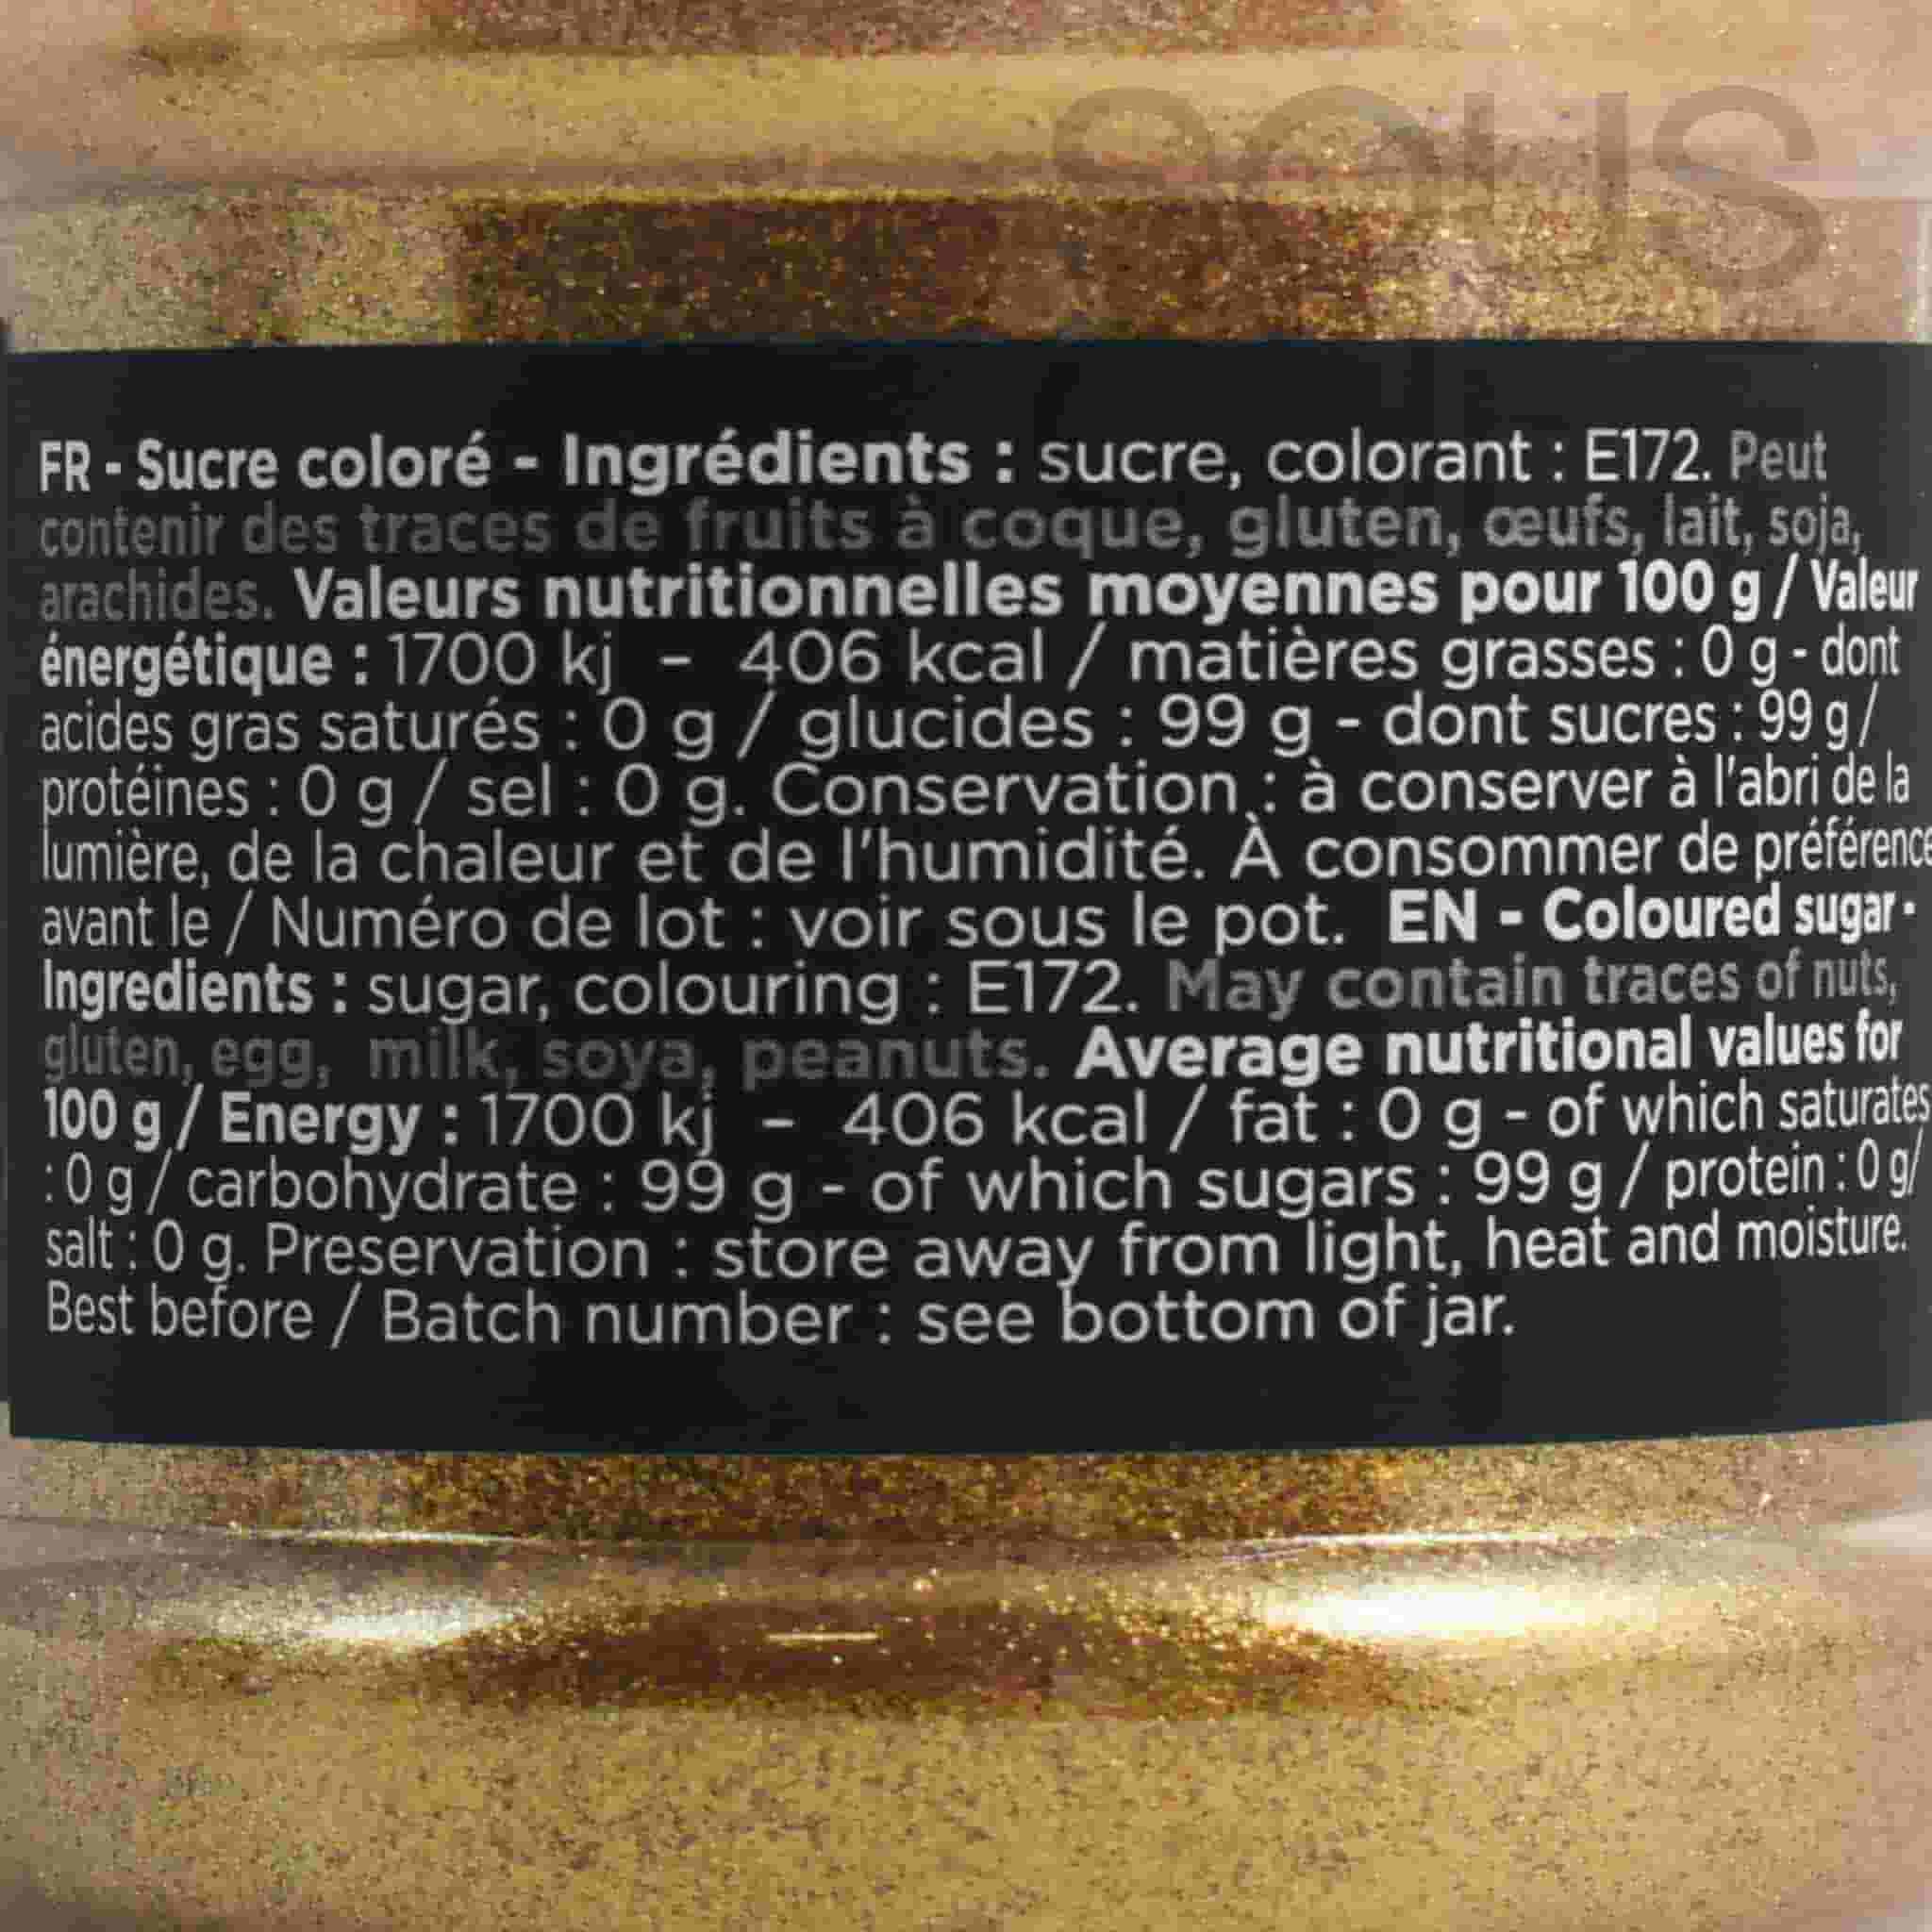 FR - Sucre coloré - Ingrédients : sucre, colorant : E172. Peut
contenir des traces de fruits à coque, gluten, œufs, lait, soja,
arachides. Valeurs nutritionnelles moyennes pour 100 g / Valeur
énergétique : 1700 kj – 406 kcal / matières grasses : 0 g - dont
acides gras saturés : 0 g / glucides : 99 g - dont sucres : 99 g /
protéines : 0 g / sel : 0 g. Conservation : à conserver à l'abri de la
lumière, de la chaleur et de l'humidité. À consommer de préférence
avant le / Numéro de lot : voir sous le pot. EN - Coloured sugar -
Ingredients : sugar, colouring : E172. May contain traces of nuts,
gluten, egg, milk, soya, peanuts. Average nutritional values for
100 g / Energy : 1700 kj – 406 kcal / fat : 0 g - of which saturates
: 0 g / carbohydrate : 99 g - of which sugars : 99 g / protein : 0 g/
salt : 0 g. Preservation : store away from light, heat and moisture.
Best before / Batch number : see bottom of jar.